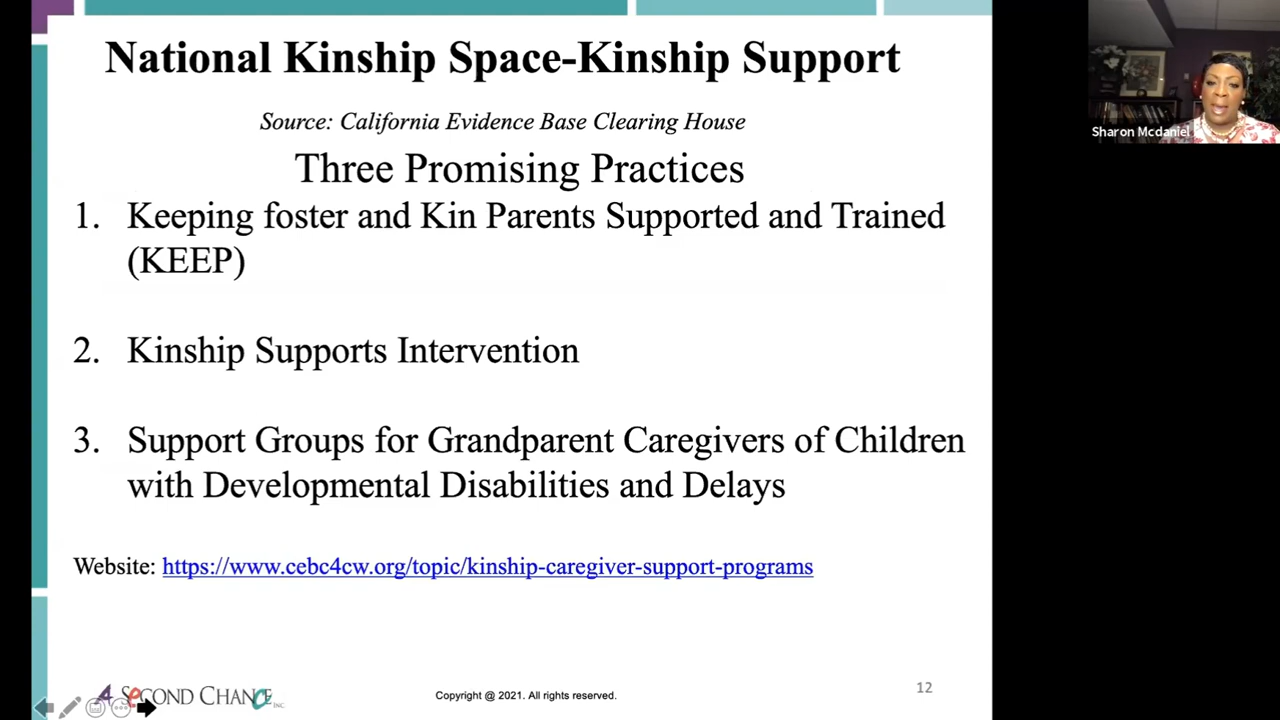 National Kinship Space-Kinship Support
Source: California Evidence Base Clearing House
Three Promising Practices
1. Keeping foster and Kin Parents Supported and Trained
(KEEP)
2. Kinship Supports Intervention
3. Support Groups for Grandparent Caregivers of Children
with Developmental Disabilities and Delays
Website: https://www.cebc4cw.org/topic/kinship-caregiver-support-programs
A SECOND CHANCE INC.
Copyright @ 2021. All rights reserved.
12
Sharon Mcdaniel